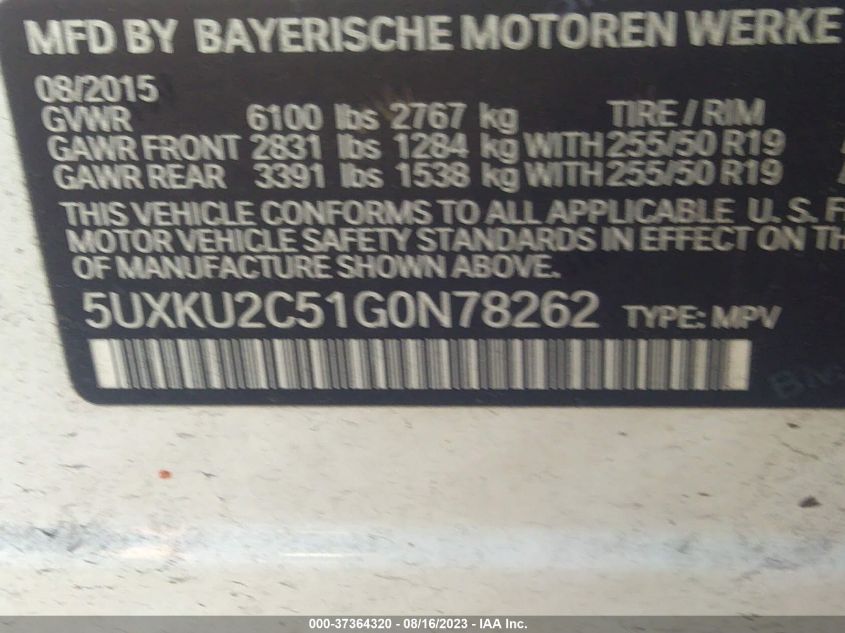 MFD BY BAYERISCHE MOTOREN WERKE
08/2015
GVWR 6100 lbs 2767 kg TIRE / RIM
GAWR FRONT 2831 lbs 1284 kg WITH 255/50 R19
GAWR REAR 3391 lbs 1538 kg WITH 255/50 R19
THIS VEHICLE CONFORMS TO ALL APPLICABLE U. S. F
MOTOR VEHICLE SAFETY STANDARDS IN EFFECT ON TH
OF MANUFACTURE SHOWN ABOVE.
5UXKU2C51G0N78262 TYPE: MPV
BM
000-37364320 - 08/16/2023 - IAA Inc.